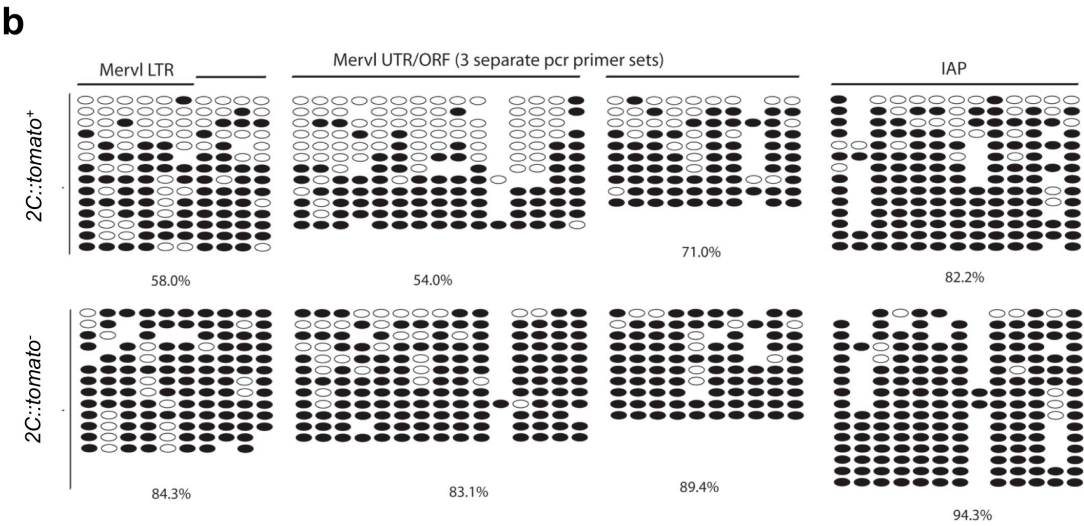 b
Mervl LTR
Mervl UTR/ORF (3 separate pcr primer sets)
IAP
2C::tomato+
58.0%
54.0%
71.0%
82.2%
2C::tomato-
84.3%
83.1%
89.4%
94.3%